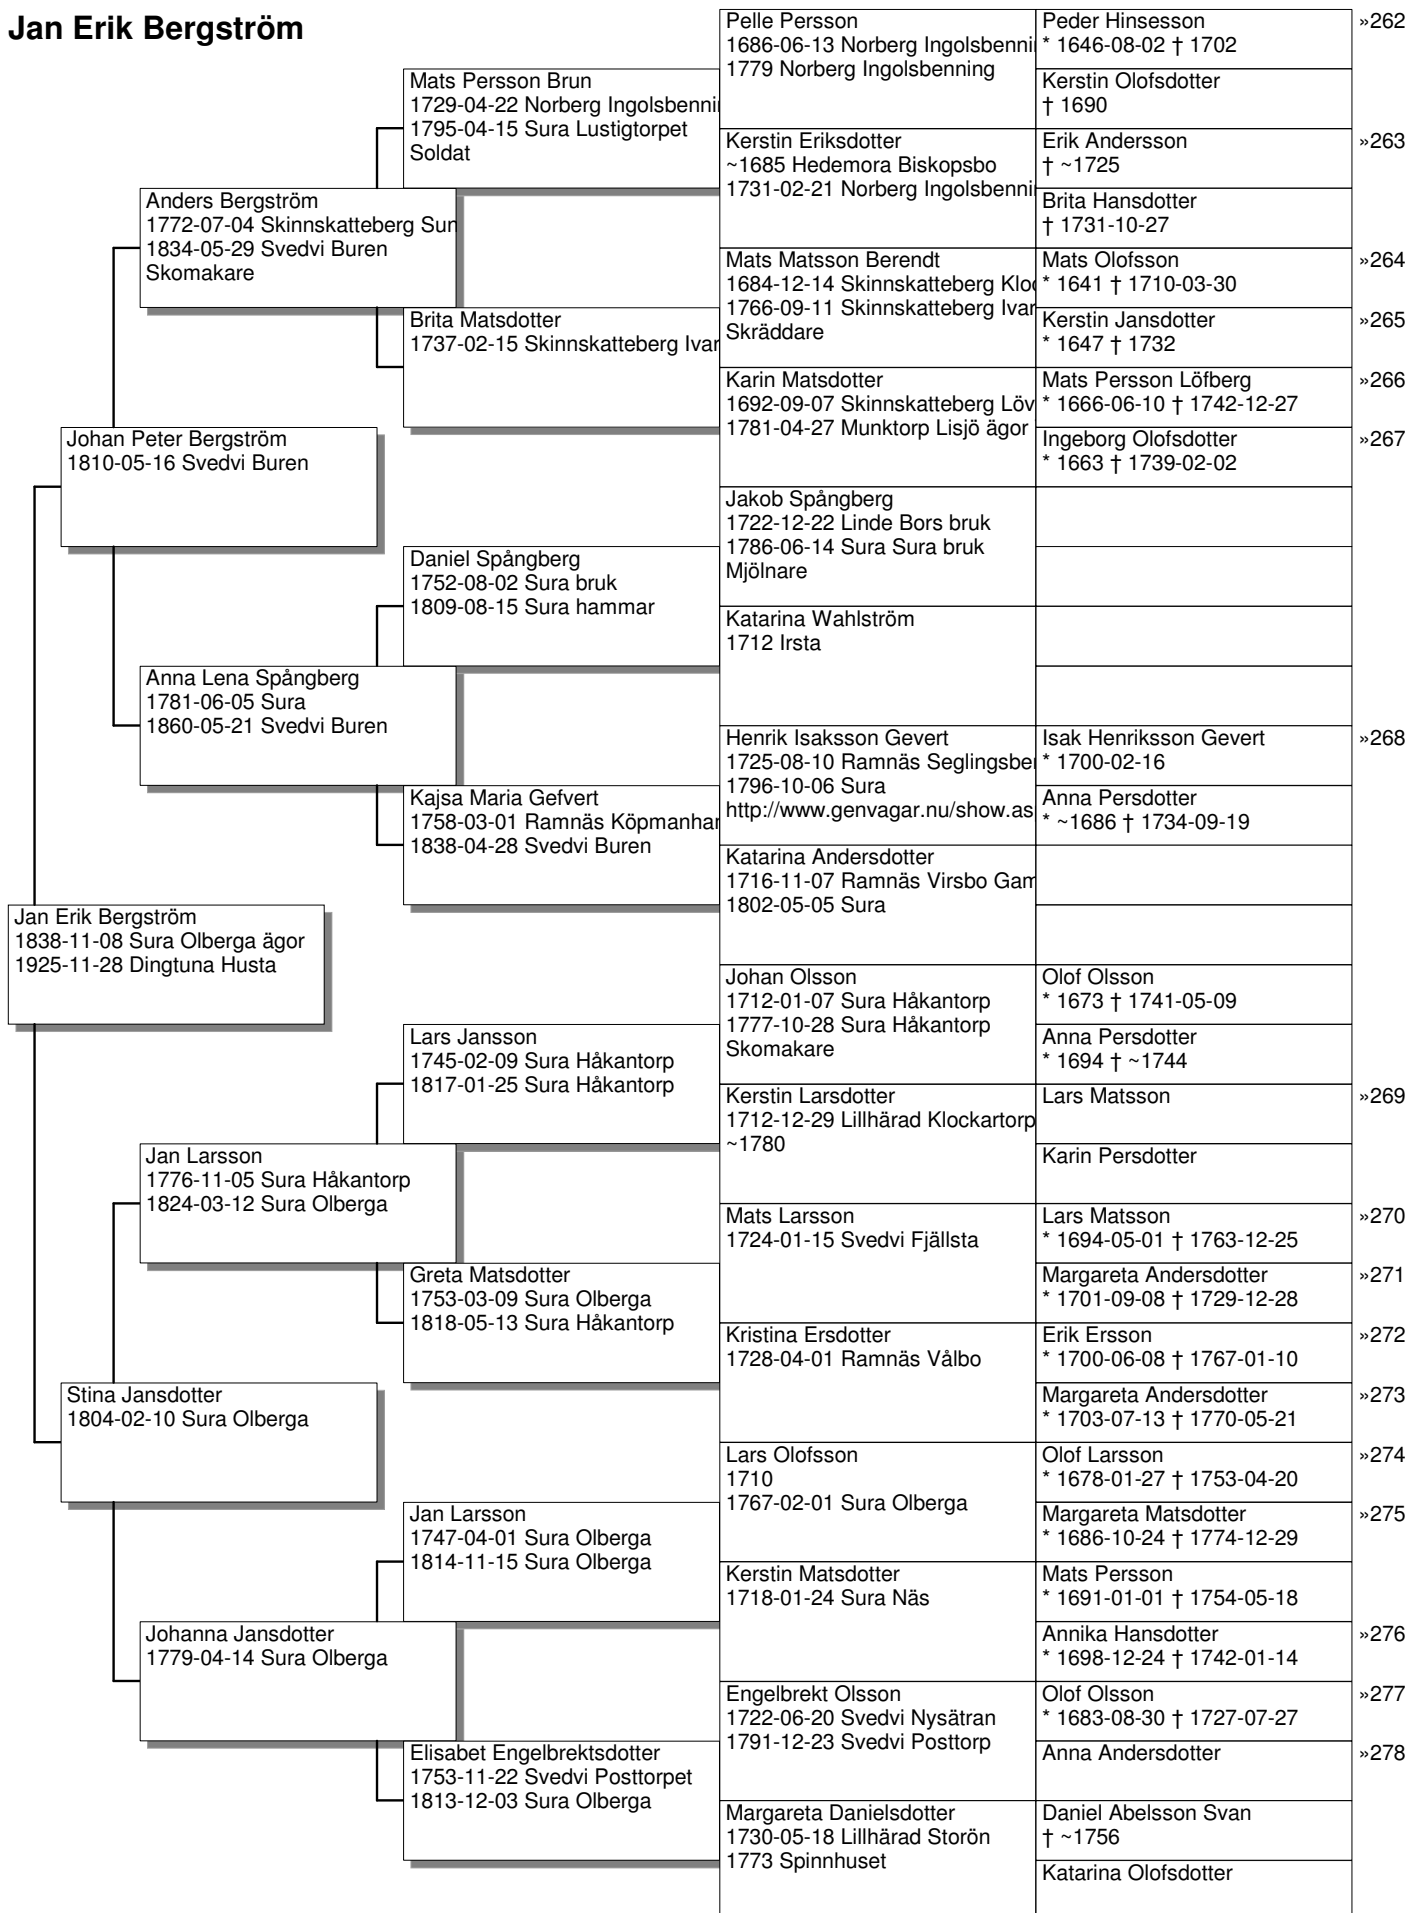 Jan Erik Bergström
Jan Erik Bergström
1838-11-08 Sura Olberga ägor
1925-11-28 Dingtuna Husta
Johan Peter Bergström
1810-05-16 Svedvi Buren
Stina Jansdotter
1804-02-10 Sura Olberga
Anders Bergström
1772-07-04 Skinnskatteberg Sun
1834-05-29 Svedvi Buren
Skomakare
Anna Lena Spångberg
1781-06-05 Sura
1860-05-21 Svedvi Buren
Jan Larsson
1776-11-05 Sura Håkantorp
1824-03-12 Sura Olberga
Johanna Jansdotter
1779-04-14 Sura Olberga
Mats Persson Brun
1729-04-22 Norberg Ingolsbennin
1795-04-15 Sura Lustigtorpet
Soldat
Brita Matsdotter
1737-02-15 Skinnskatteberg Ivar
Daniel Spångberg
1752-08-02 Sura bruk
1809-08-15 Sura hammar
Kajsa Maria Gefvert
1758-03-01 Ramnäs Köpmanhar
1838-04-28 Svedvi Buren
Lars Jansson
1745-02-09 Sura Håkantorp
1817-01-25 Sura Håkantorp
Greta Matsdotter
1753-03-09 Sura Olberga
1818-05-13 Sura Håkantorp
Jan Larsson
1747-04-01 Sura Olberga
1814-11-15 Sura Olberga
Elisabet Engelbrektsdotter
1753-11-22 Svedvi Posttorpet
1813-12-03 Sura Olberga
Pelle Persson
1686-06-13 Norberg Ingolsbennin
1779 Norberg Ingolsbenning
Kerstin Eriksdotter
~1685 Hedemora Biskopsbo
1731-02-21 Norberg Ingolsbennin
Mats Matsson Berendt
1684-12-14 Skinnskatteberg Kloc
1766-09-11 Skinnskatteberg Ivar
Skräddare
Karin Matsdotter
1692-09-07 Skinnskatteberg Löv
1781-04-27 Munktorp Lisjö ägor
Jakob Spångberg
1722-12-22 Linde Bors bruk
1786-06-14 Sura Sura bruk
Mjölnare
Katarina Wahlström
1712 Irsta
Henrik Isaksson Gevert
1725-08-10 Ramnäs Seglingsber
1796-10-06 Sura
http://www.genvagar.nu/show.as
Katarina Andersdotter
1716-11-07 Ramnäs Virsbo Gam
1802-05-05 Sura
Johan Olsson
1712-01-07 Sura Håkantorp
1777-10-28 Sura Håkantorp
Skomakare
Kerstin Larsdotter
1712-12-29 Lillhärad Klockartorp
~1780
Mats Larsson
1724-01-15 Svedvi Fjällsta
Kristina Ersdotter
1728-04-01 Ramnäs Vålbo
Lars Olofsson
1710
1767-02-01 Sura Olberga
Kerstin Matsdotter
1718-01-24 Sura Näs
Engelbrekt Olsson
1722-06-20 Svedvi Nysätran
1791-12-23 Svedvi Posttorp
Margareta Danielsdotter
1730-05-18 Lillhärad Storön
1773 Spinnhuset
Peder Hinsesson
* 1646-08-02 † 1702
»262
Kerstin Olofsdotter
† 1690
Erik Andersson
† ~1725
»263
Brita Hansdotter
† 1731-10-27
Mats Olofsson
* 1641 † 1710-03-30
»264
Kerstin Jansdotter
* 1647 † 1732
»265
Mats Persson Löfberg
* 1666-06-10 † 1742-12-27
»266
Ingeborg Olofsdotter
* 1663 † 1739-02-02
»267
Isak Henriksson Gevert
* 1700-02-16
»268
Anna Persdotter
* ~1686 † 1734-09-19
Olof Olsson
* 1673 † 1741-05-09
Anna Persdotter
* 1694 † ~1744
Lars Matsson
»269
Karin Persdotter
Lars Matsson
* 1694-05-01 † 1763-12-25
»270
Margareta Andersdotter
* 1701-09-08 † 1729-12-28
»271
Erik Ersson
* 1700-06-08 † 1767-01-10
»272
Margareta Andersdotter
* 1703-07-13 † 1770-05-21
»273
Olof Larsson
* 1678-01-27 † 1753-04-20
»274
Margareta Matsdotter
* 1686-10-24 † 1774-12-29
»275
Mats Persson
* 1691-01-01 † 1754-05-18
Annika Hansdotter
* 1698-12-24 † 1742-01-14
»276
Olof Olsson
* 1683-08-30 † 1727-07-27
»277
Anna Andersdotter
»278
Daniel Abelsson Svan
† ~1756
Katarina Olofsdotter